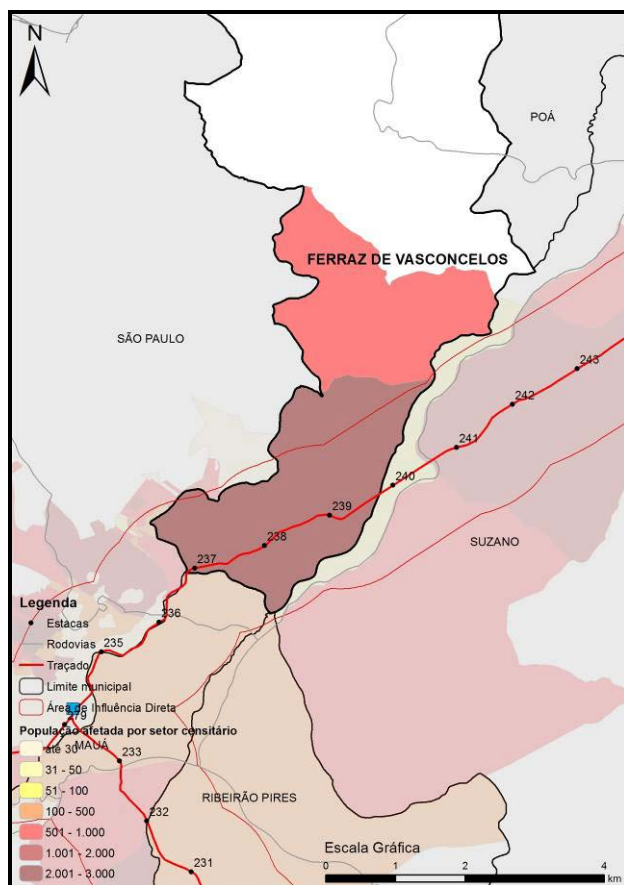 N
POÁ
FERRAZ DE VASCONCELOS
SÃO PAULO
243
242
241
240
239
SUZANO
238
237
236
235
Legenda
Estacas
Rodovias
Traçado
Limite municipal
Área de Influência Direta
279
População afetada por setor censitário
MAUÁ
até 30
31 - 50
51 - 100
100 - 500
501 - 1.000
1.001 - 2.000
2.001 - 3.000
233
232
231
RIBEIRÃO PIRES
Escala Gráfica
0 1 2 4
km